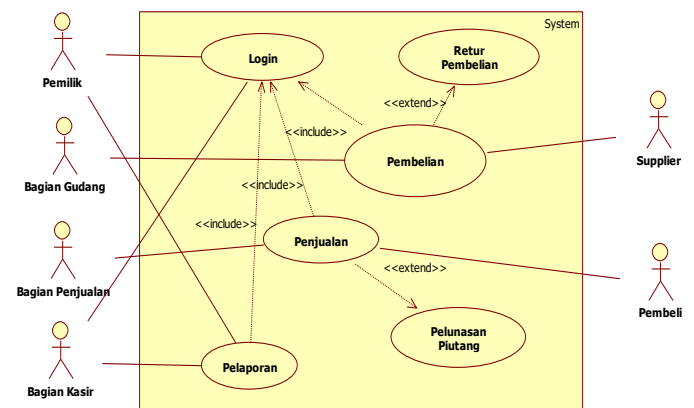 System
Login
Retur
Pembelian
Pemilik
<<extend>>
<<include>>
Pembelian
Supplier
Bagian Gudang
<<include>>
<<include>>
Penjualan
<<extend>>
Bagian Penjualan
Pembeli
Pelunasan
Piutang
Pelaporan
Bagian Kasir